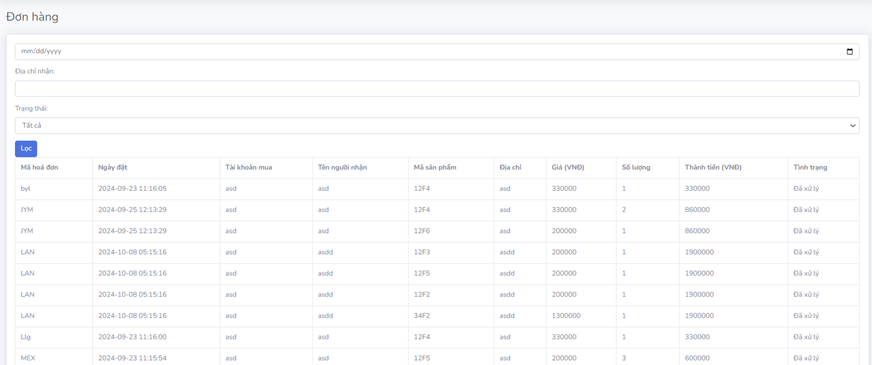 Đơn hàng
mm/dd/yyyy
Địa chỉ nhận:
Trạng thái:
Tất cả
Lọc
Mã hoá đơn Ngày đặt Tài khoản mua Tên người nhận Mã sản phẩm Địa chỉ Giá (VNĐ) Số lượng Thành tiền (VNĐ) Tình trạng
byl 2024-09-23 11:16:05 asd asd 12F4 asd 330000 1 330000 Đã xử lý
JYM 2024-09-25 12:13:29 asd asd 12F4 asd 330000 2 860000 Đã xử lý
JYM 2024-09-25 12:13:29 asd asd 12F6 asd 200000 1 860000 Đã xử lý
LAN 2024-10-08 05:15:16 asd asdd 12F3 asdd 200000 1 1900000 Đã xử lý
LAN 2024-10-08 05:15:16 asd asdd 12F5 asdd 200000 1 1900000 Đã xử lý
LAN 2024-10-08 05:15:16 asd asdd 12F2 asdd 200000 1 1900000 Đã xử lý
LAN 2024-10-08 05:15:16 asd asdd 34F2 asdd 1300000 1 1900000 Đã xử lý
Llg 2024-09-23 11:16:00 asd asd 12F4 asd 330000 1 330000 Đã xử lý
MEX 2024-09-23 11:15:54 asd asd 12F5 asd 200000 3 600000 Đã xử lý